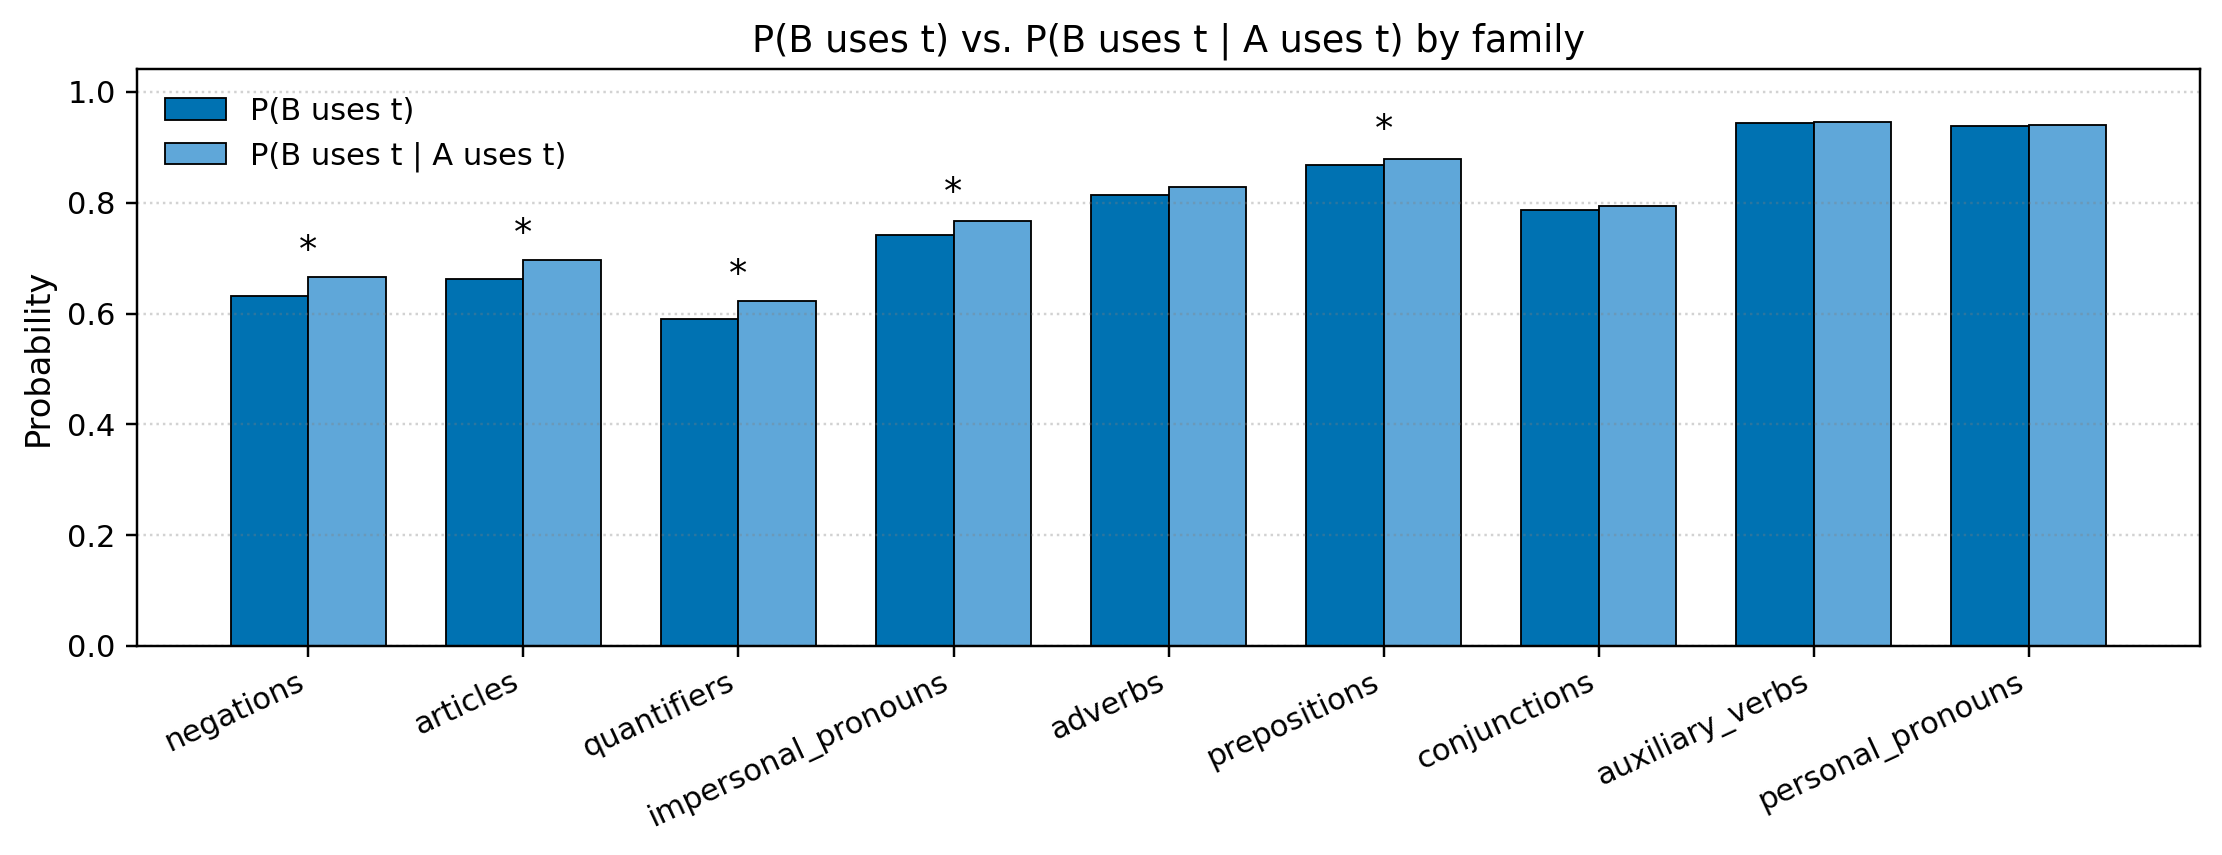 P(B uses t) vs. P(B uses t | A uses t) by family
P(B uses t)
P(B uses t | A uses t)
Probability
1.0
0.8
0.6
0.4
0.2
0.0
* * * * *
negations articles quantifiers impersonal_pronouns adverbs prepositions conjunctions auxiliary_verbs personal_pronouns